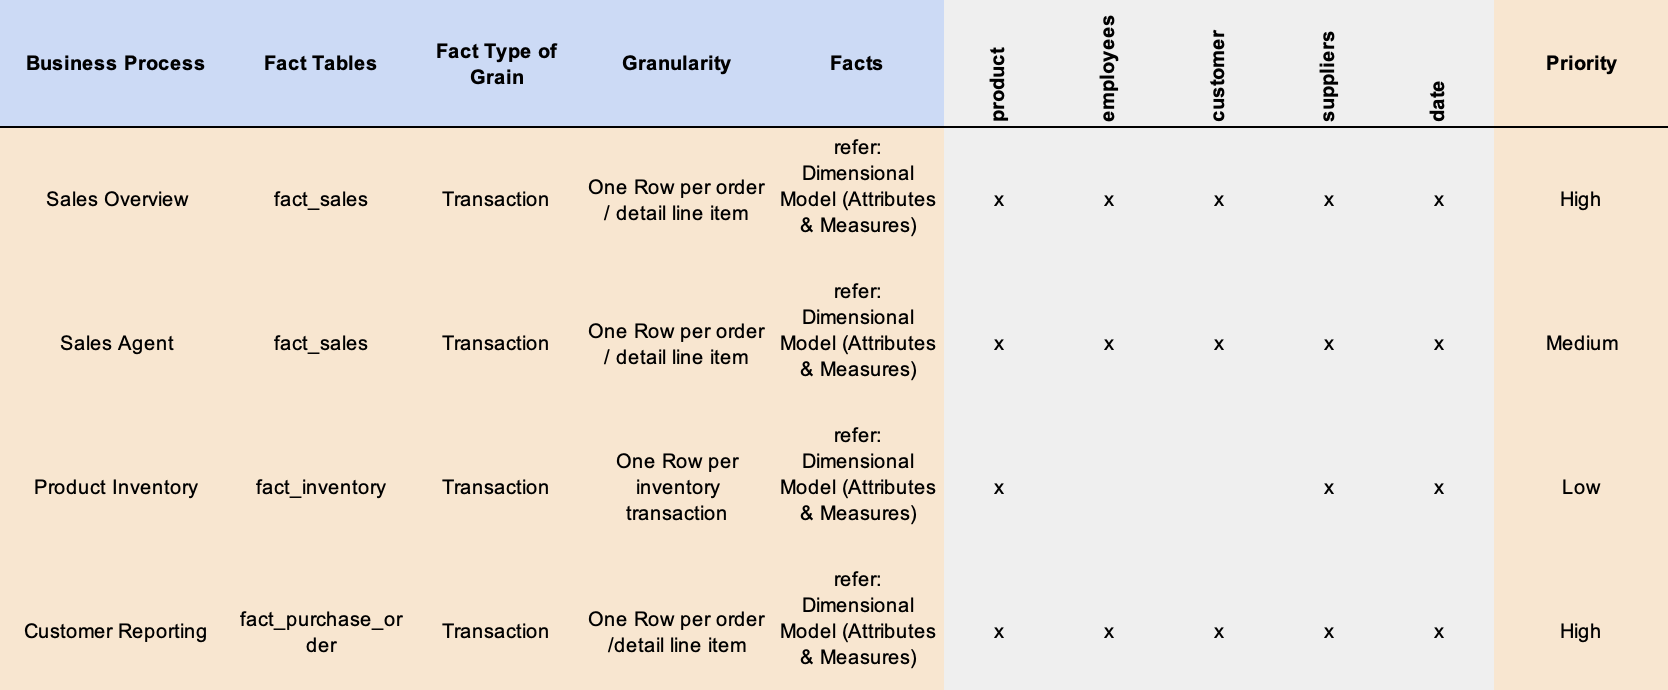 Business Process
Fact Tables
Fact Type of
Grain
Granularity
Facts
product
employees
customer
suppliers
date
Priority
Sales Overview
fact_sales
Transaction
One Row per order
/ detail line item
refer:
Dimensional
Model (Attributes
& Measures)
x
x
x
x
x
High
Sales Agent
fact_sales
Transaction
One Row per order
/ detail line item
refer:
Dimensional
Model (Attributes
& Measures)
x
x
x
x
x
Medium
Product Inventory
fact_inventory
Transaction
One Row per
inventory
transaction
refer:
Dimensional
Model (Attributes
& Measures)
x
x
x
Low
Customer Reporting
fact_purchase_or
der
Transaction
One Row per order
/detail line item
refer:
Dimensional
Model (Attributes
& Measures)
x
x
x
x
x
High